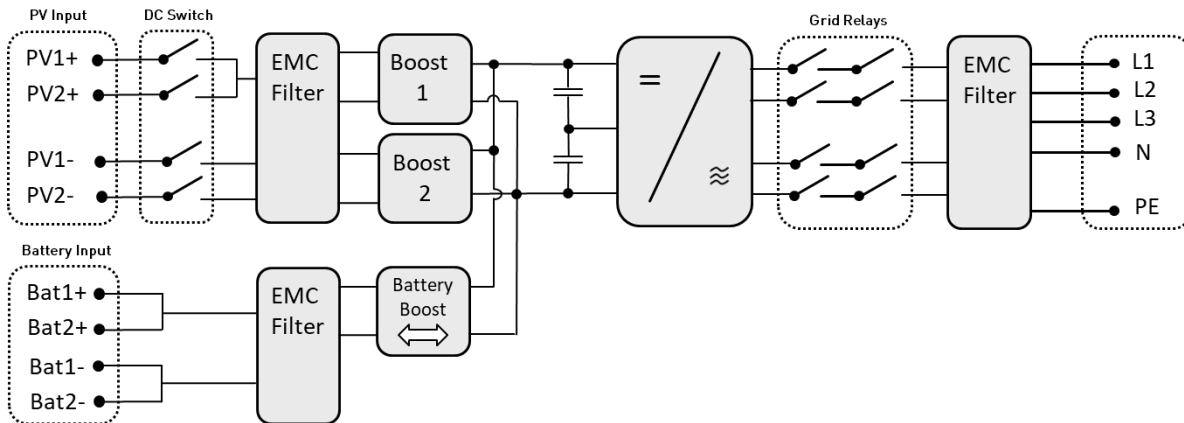 PV Input
DC Switch
Grid Relays
PV1+
PV2+
PV1-
PV2-
EMC
Filter
Boost
1
Boost
2
=
≋
EMC
Filter
L1
L2
L3
N
PE
Battery Input
Bat1+
Bat2+
Bat1-
Bat2-
EMC
Filter
Battery
Boost